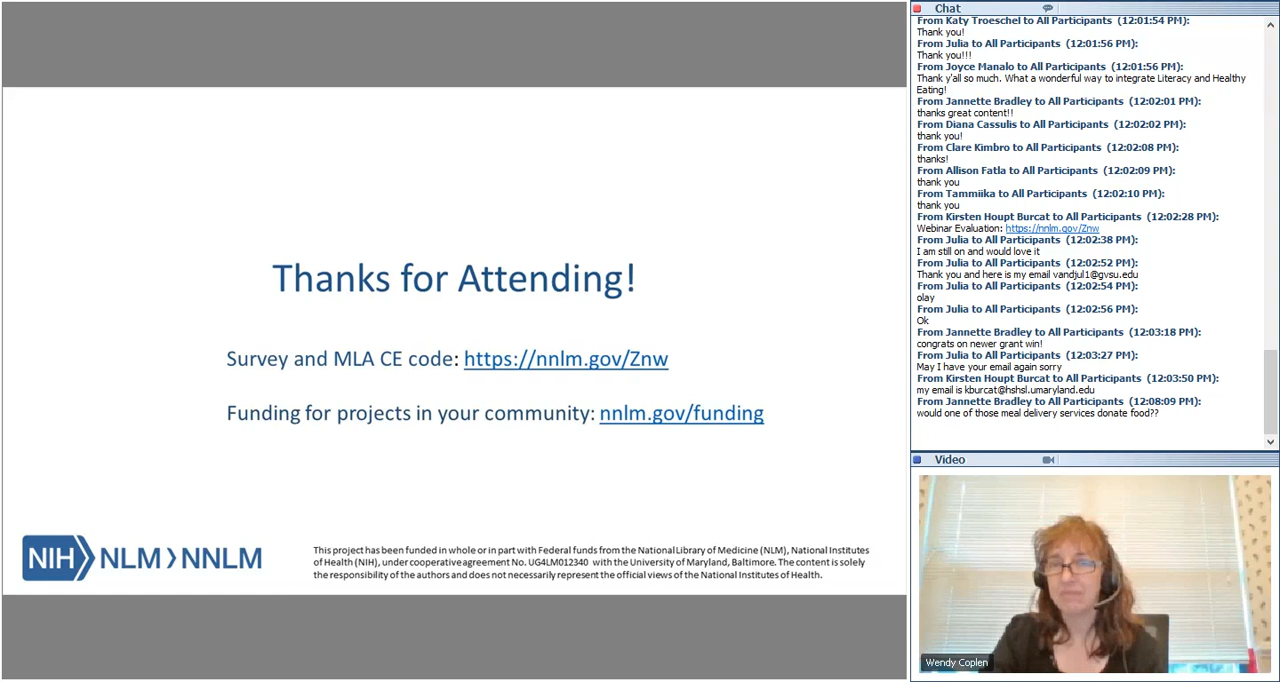 Thanks for Attending!
Survey and MLA CE code: https://nnlm.gov/Znw
Funding for projects in your community: nnlm.gov/funding
NIH NLM NNLM
This project has been funded in whole or in part with Federal funds from the National Library of Medicine (NLM), National Institutes
of Health (NIH), under cooperative agreement No. UG4LM012340 with the University of Maryland, Baltimore. The content is solely
the responsibility of the authors and does not necessarily represent the official views of the National Institutes of Health.
Chat
From Katy Troeschel to All Participants (12:01:54 PM):
Thank you!
From Julia to All Participants (12:01:56 PM):
Thank you!!!
From Joyce Manalo to All Participants (12:01:56 PM):
Thank y'all so much. What a wonderful way to integrate Literacy and Healthy
Eating!
From Jannette Bradley to All Participants (12:02:01 PM):
thanks great content!!
From Diana Cassulis to All Participants (12:02:02 PM):
thank you!
From Clare Kimbro to All Participants (12:02:08 PM):
thanks!
From Allison Fatla to All Participants (12:02:09 PM):
thank you
From Tammiika to All Participants (12:02:10 PM):
thank you
From Kirsten Houpt Burcat to All Participants (12:02:28 PM):
Webinar Evaluation: https://nnlm.gov/Znw
From Julia to All Participants (12:02:38 PM):
I am still on and would love it
From Julia to All Participants (12:02:52 PM):
Thank you and here is my email vandjul1@gvsu.edu
From Julia to All Participants (12:02:54 PM):
olay
From Julia to All Participants (12:02:56 PM):
Ok
From Jannette Bradley to All Participants (12:03:18 PM):
congrats on newer grant win!
From Julia to All Participants (12:03:27 PM):
May I have your email again sorry
From Kirsten Houpt Burcat to All Participants (12:03:50 PM):
my email is kburcat@hshsl.umaryland.edu
From Jannette Bradley to All Participants (12:08:09 PM):
would one of those meal delivery services donate food??
Video
Wendy Coplen